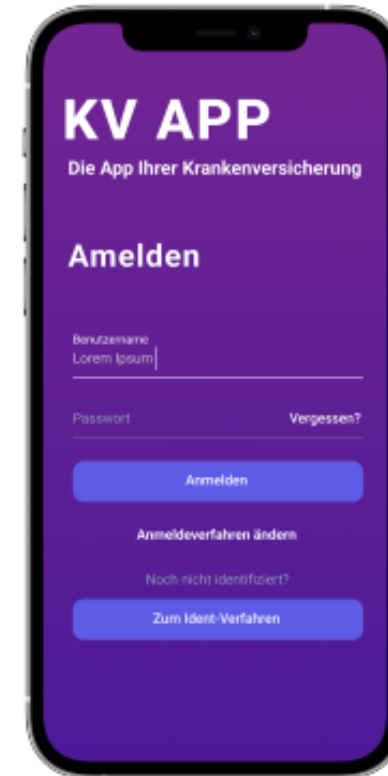 KV APP
Die App Ihrer Krankenversicherung
Amelden
Benutzername
Lorem Ipsum
Passwort Vergessen?
Anmelden
Anmeldeverfahren ändern
Noch nicht identifiziert?
Zum Ident-Verfahren